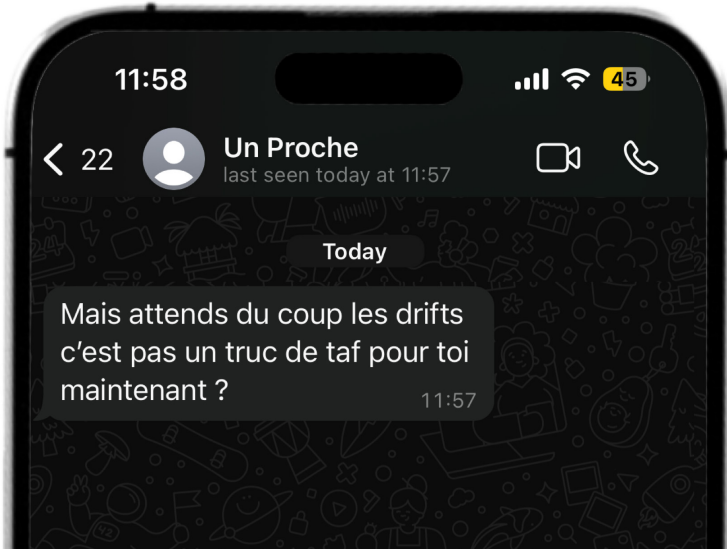 11:58
45
22
Un Proche
last seen today at 11:57
Today
Mais attends du coup les drifts
c’est pas un truc de taf pour toi
maintenant ?
11:57